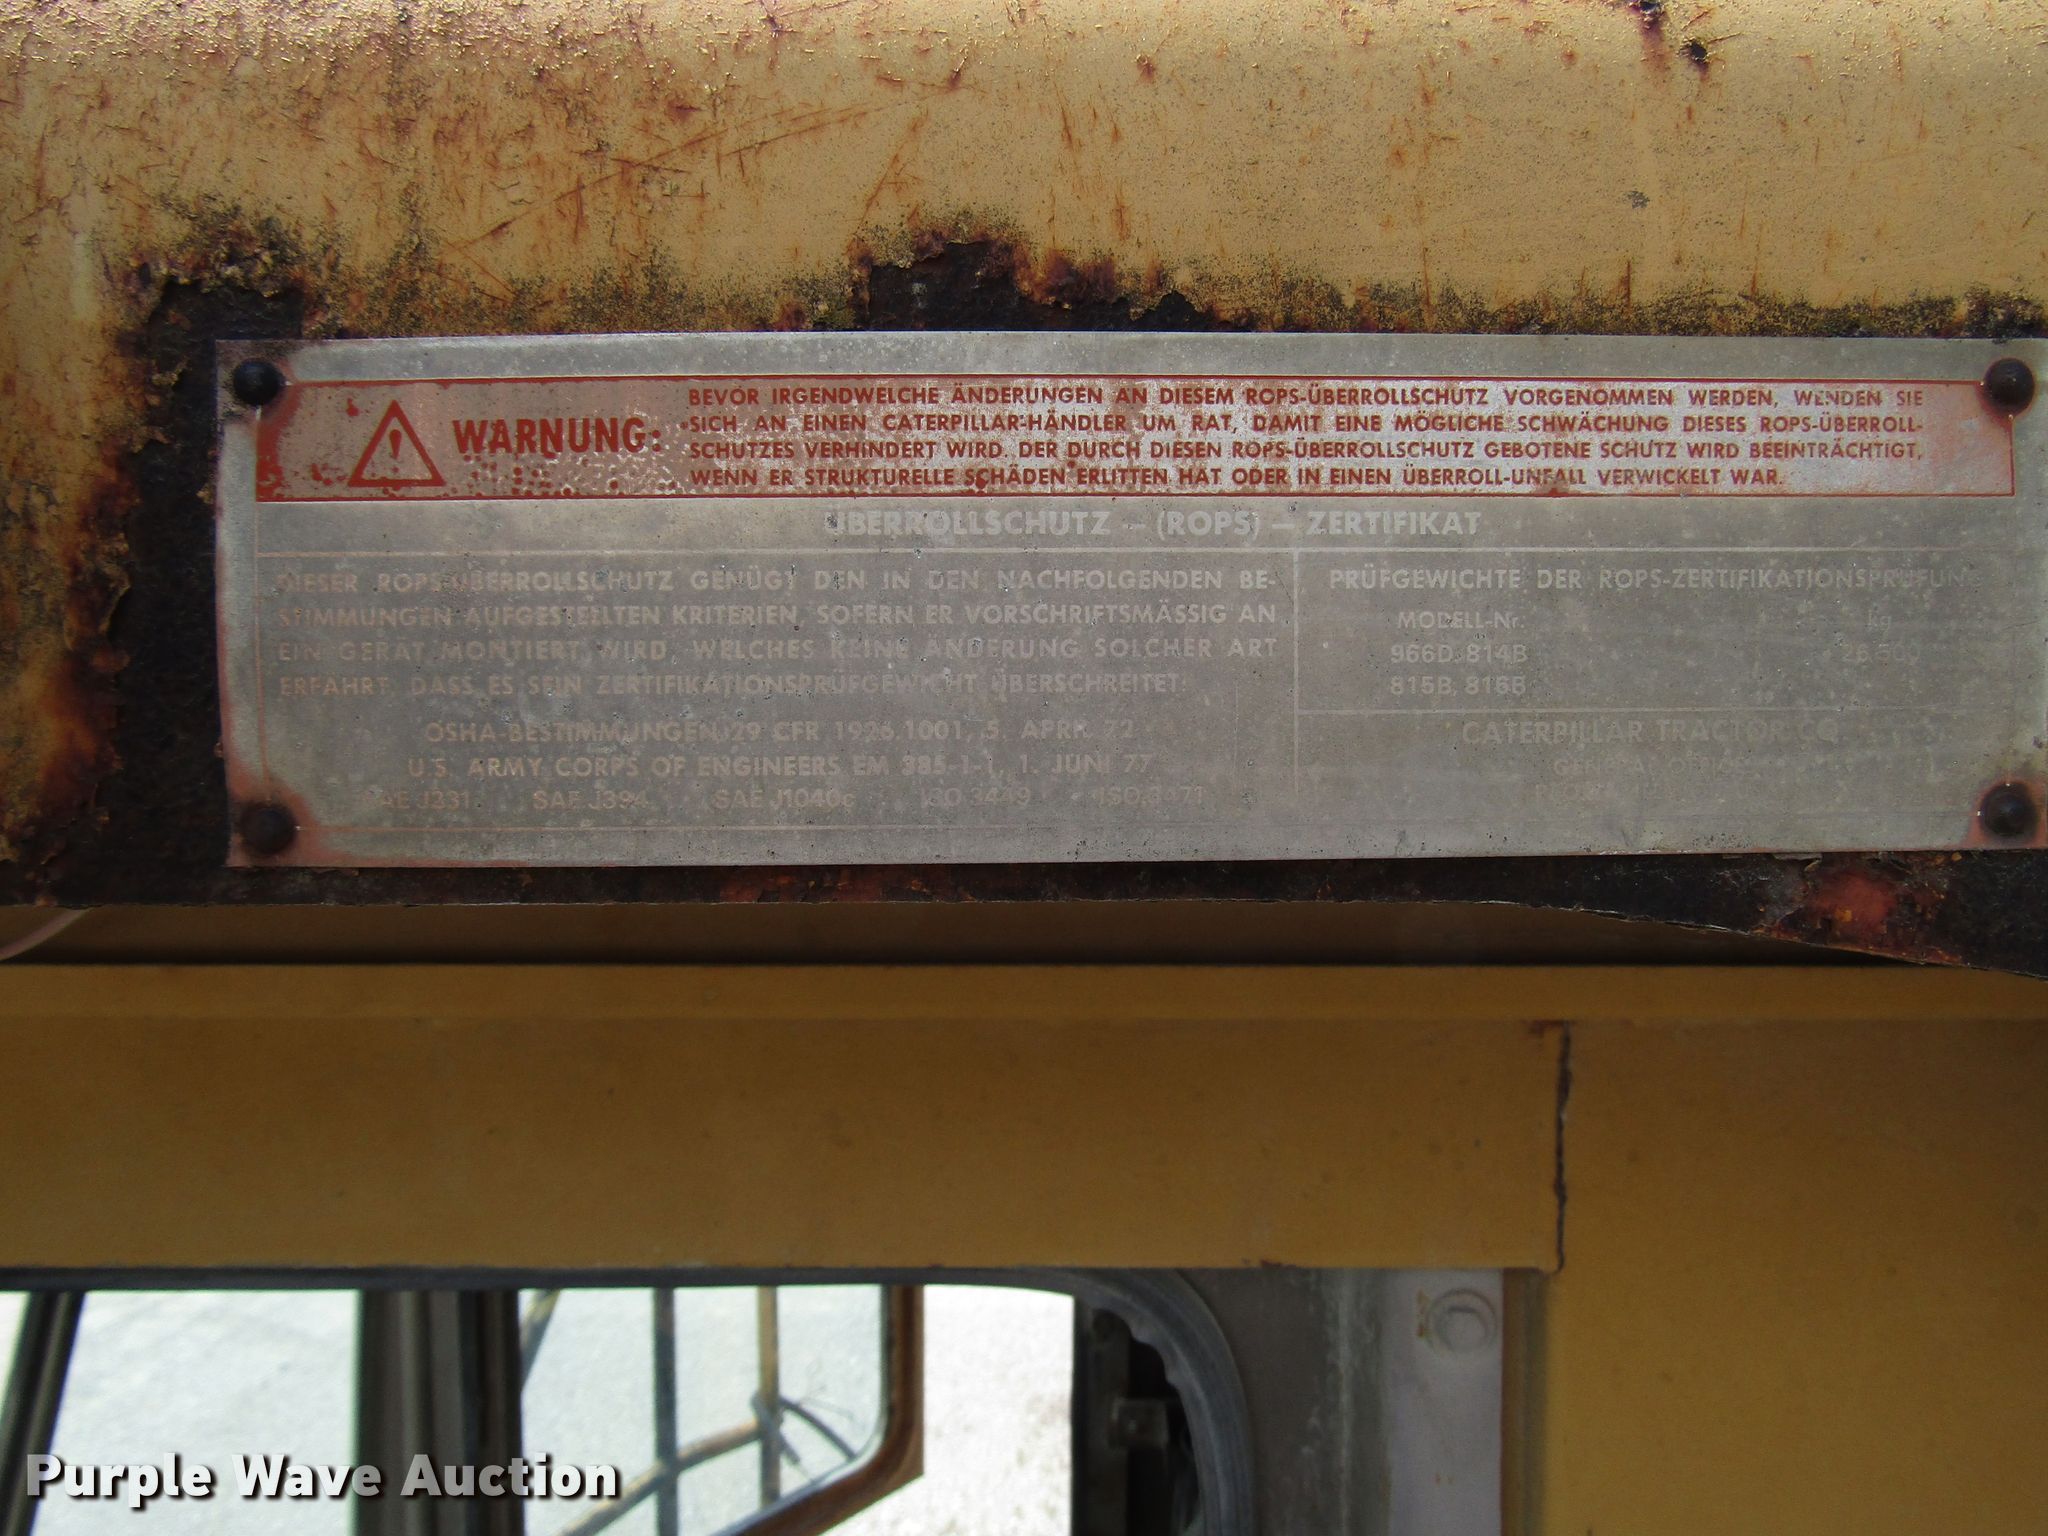 WARNUNG:
BEVOR IRGENDWELCHE ÄNDERUNGEN AN DIESEM ROPS-ÜBERROLLSCHUTZ VORGENOMMEN WERDEN, WENDEN SIE
SICH AN EINEN CATERPILLAR-HÄNDLER UM RAT, DAMIT EINE MÖGLICHE SCHWÄCHUNG DIESES ROPS-ÜBERROLL-
SCHUTZES VERHINDERT WIRD. DER DURCH DIESEN ROPS-ÜBERROLLSCHUTZ GEBOTENE SCHUTZ WIRD BEEINTRÄCHTIGT,
WENN ER STRUKTURELLE SCHÄDEN ERLITTEN HAT ODER IN EINEN ÜBERROLL-UNFALL VERWICKELT WAR.
ÜBERROLLSCHUTZ – (ROPS) – ZERTIFIKAT
DIESER ROPS-ÜBERROLLSCHUTZ GENÜGT DEN IN DEN NACHFOLGENDEN BE-
STIMMUNGEN AUFGESTELLTEN KRITERIEN, SOFERN ER VORSCHRIFTSMÄSSIG AN
EIN GERÄT MONTIERT WIRD, WELCHES KEINE ÄNDERUNG SOLCHER ART
ERFÄHRT, DASS ES SEIN ZERTIFIKATIONSPRÜFGEWICHT ÜBERSCHREITET:
OSHA-BESTIMMUNGEN 29 CFR 1926.1001, 5. APRIL 72
U.S. ARMY CORPS OF ENGINEERS EM 385-1-1, 1. JUNI 77
SAE J231 SAE J394 SAE J1040c ISO 3449 ISO 3471
PRÜFGEWICHTE DER ROPS-ZERTIFIKATIONSPRÜFUNG
MODELL-Nr. kg
966D, 814B 26 500
815B, 816B
CATERPILLAR TRACTOR CO.
Purple Wave Auction